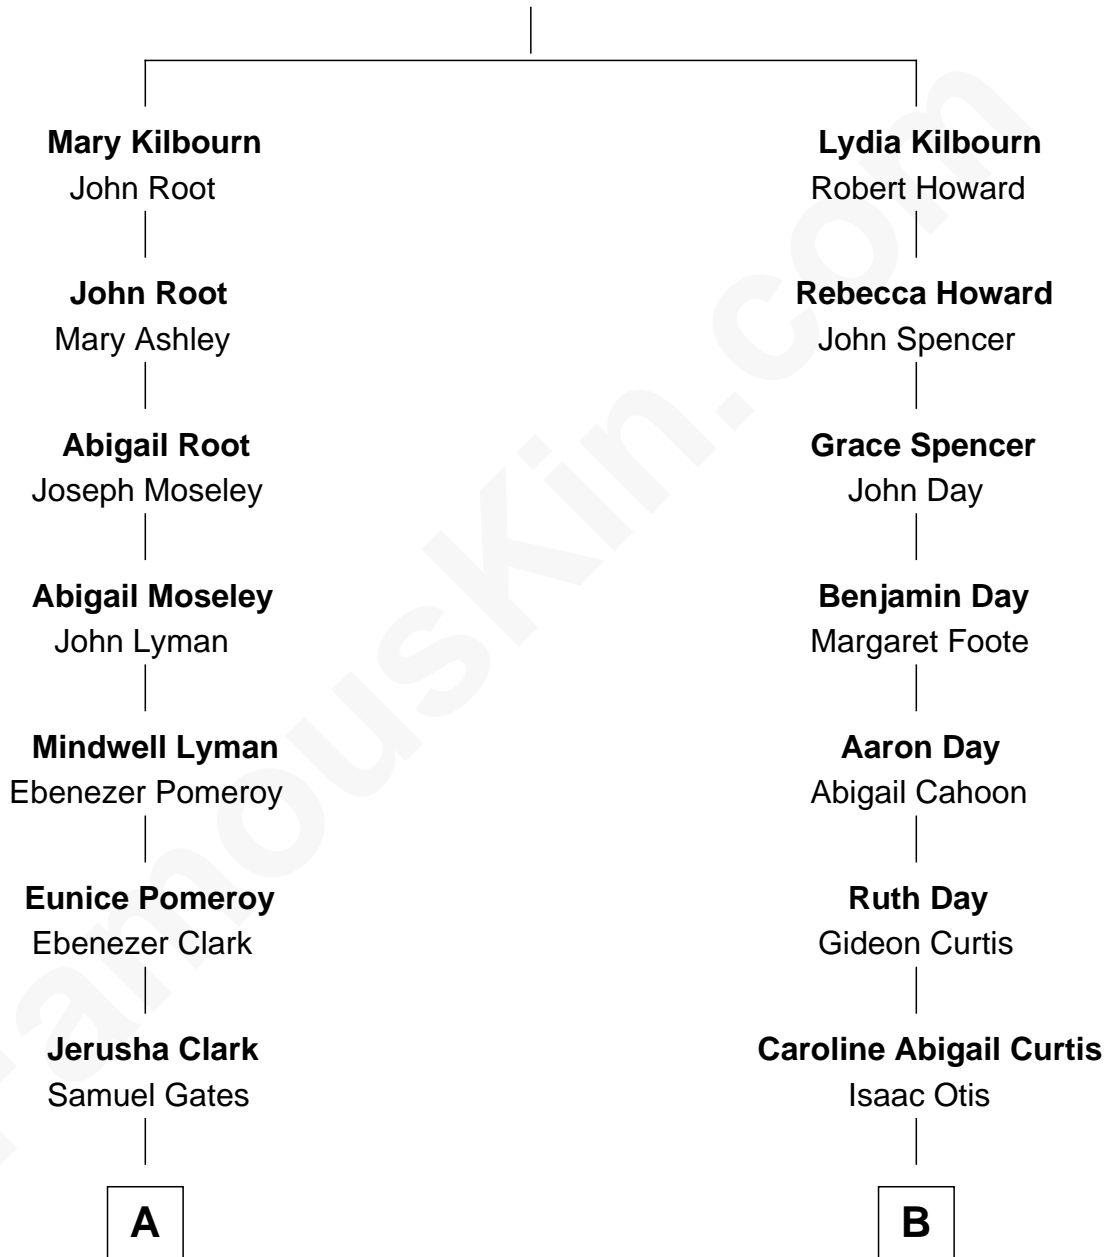 Mary Kilbourn
John Root
John Root
Mary Ashley
Abigail Root
Joseph Moseley
Abigail Moseley
John Lyman
Mindwell Lyman
Ebenezer Pomeroy
Eunice Pomeroy
Ebenezer Clark
Jerusha Clark
Samuel Gates
A
Lydia Kilbourn
Robert Howard
Rebecca Howard
John Spencer
Grace Spencer
John Day
Benjamin Day
Margaret Foote
Aaron Day
Abigail Cahoon
Ruth Day
Gideon Curtis
Caroline Abigail Curtis
Isaac Otis
B
FamousKin.com